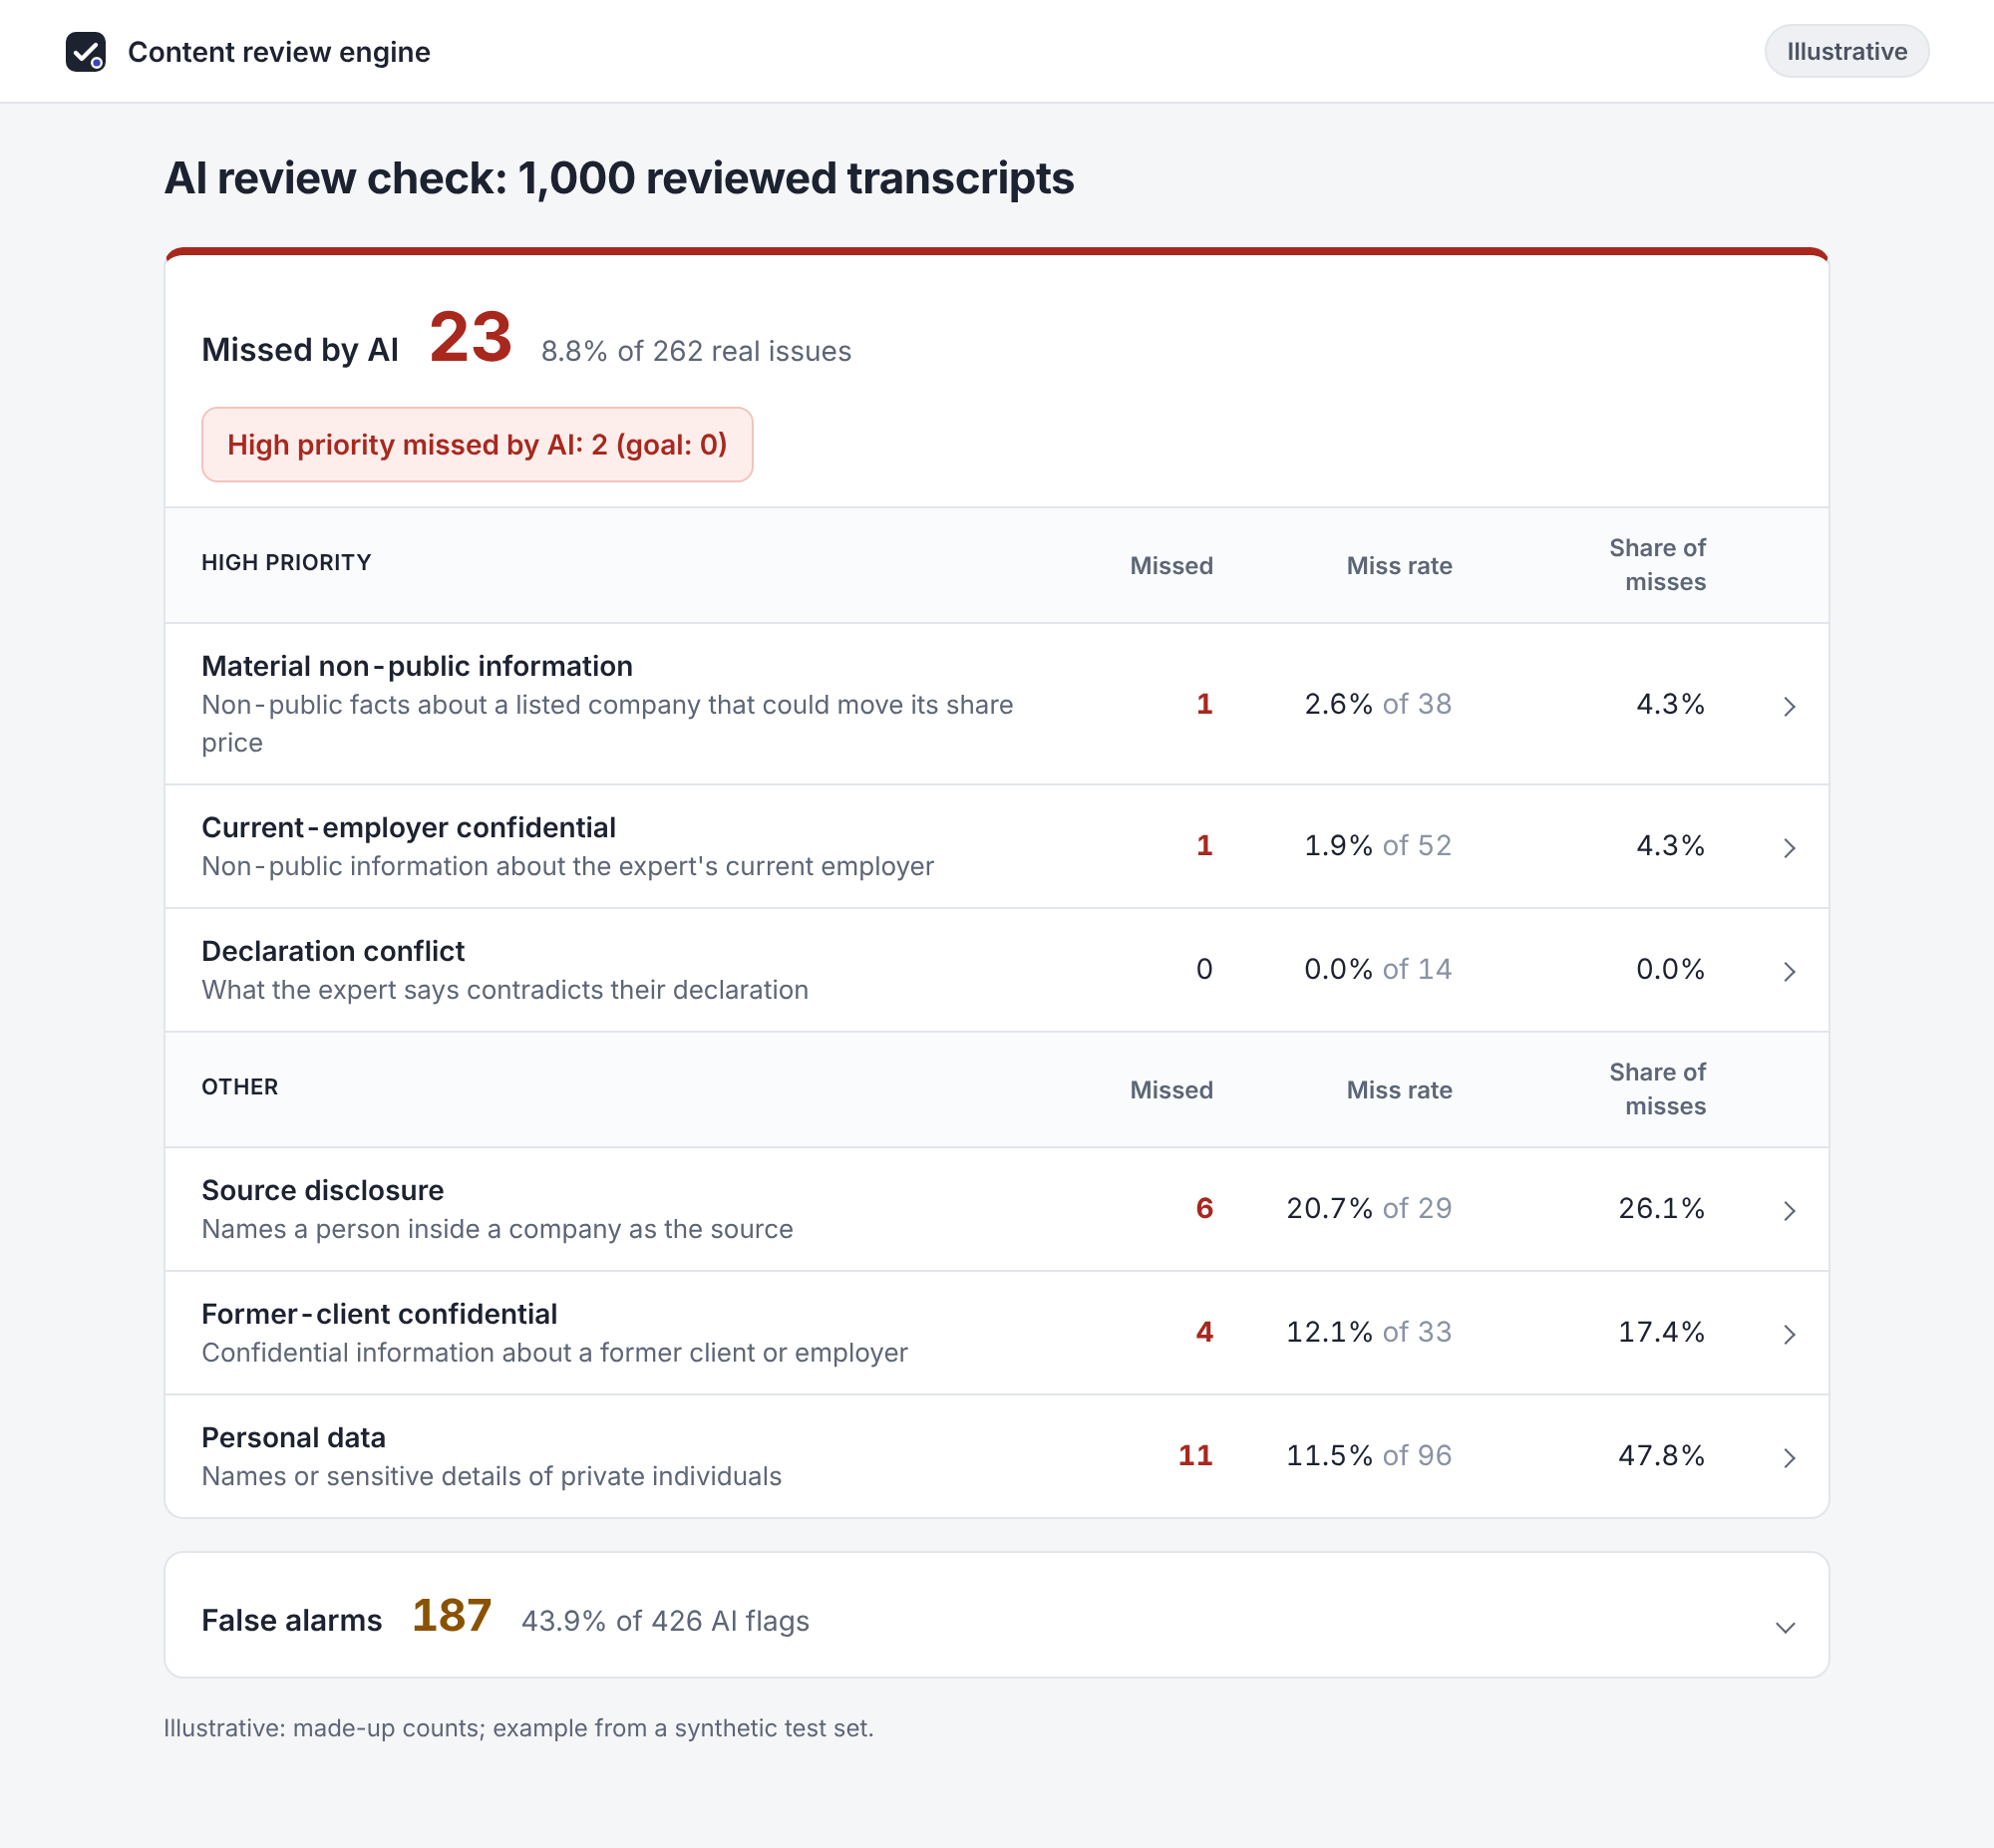 Content review engine
Illustrative
AI review check: 1,000 reviewed transcripts
Missed by AI 23 8.8% of 262 real issues
High priority missed by AI: 2 (goal: 0)
HIGH PRIORITY Missed Miss rate Share of
misses
Material non-public information
Non-public facts about a listed company that could move its share
price
1 2.6% of 38 4.3%
Current-employer confidential
Non-public information about the expert's current employer
1 1.9% of 52 4.3%
Declaration conflict
What the expert says contradicts their declaration
0 0.0% of 14 0.0%
OTHER Missed Miss rate Share of
misses
Source disclosure
Names a person inside a company as the source
6 20.7% of 29 26.1%
Former-client confidential
Confidential information about a former client or employer
4 12.1% of 33 17.4%
Personal data
Names or sensitive details of private individuals
11 11.5% of 96 47.8%
False alarms 187 43.9% of 426 AI flags
Illustrative: made-up counts; example from a synthetic test set.